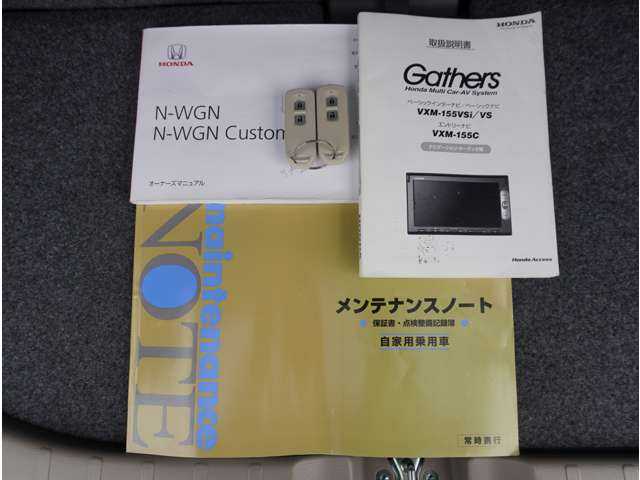 HONDA
N-WGN
N-WGN Custom
オーナーズマニュアル
HONDA
取扱説明書
Gathers
Honda Multi Car-AV System
ベーシックインターナビ/ベーシックナビ
VXM-155VSi/VS
エントリーナビ
VXM-155C
Honda Access
maintenance
NOTE
メンテナンスノート
保証書・点検整備記録簿
自家用乗用車
常時携行